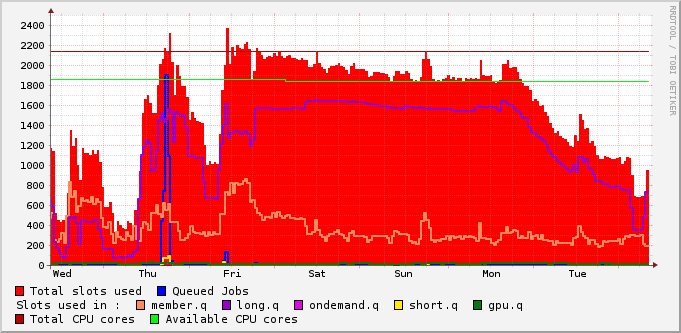 RRDTOOL / TOBI OETIKER
2400
2200
2000
1800
1600
1400
1200
1000
800
600
400
200
0
Wed Thu Fri Sat Sun Mon Tue
Total slots used Queued Jobs
Slots used in : member.q long.q ondemand.q short.q gpu.q
Total CPU cores Available CPU cores